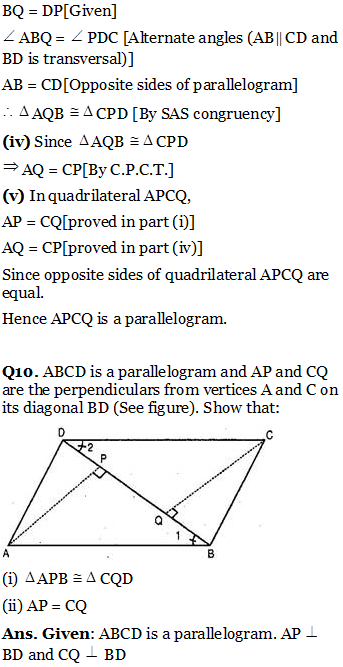 BQ = DP[Given]
∠ ABQ = ∠ PDC [Alternate angles (AB∥CD and
BD is transversal)]
AB = CD[Opposite sides of parallelogram]
∴ Δ AQB ≅ Δ CPD [By SAS congruency]
(iv) Since ΔAQB ≅ ΔCPD
⇒ AQ = CP[By C.P.C.T.]
(v) In quadrilateral APCQ,
AP = CQ[proved in part (i)]
AQ = CP[proved in part (iv)]
Since opposite sides of quadrilateral APCQ are
equal.
Hence APCQ is a parallelogram.
Q10. ABCD is a parallelogram and AP and CQ
are the perpendiculars from vertices A and C on
its diagonal BD (See figure). Show that:
D
C
2
P
Q
1
A
B
(i) ΔAPB ≅ Δ CQD
(ii) AP = CQ
Ans. Given: ABCD is a parallelogram. AP ⊥
BD and CQ ⊥ BD